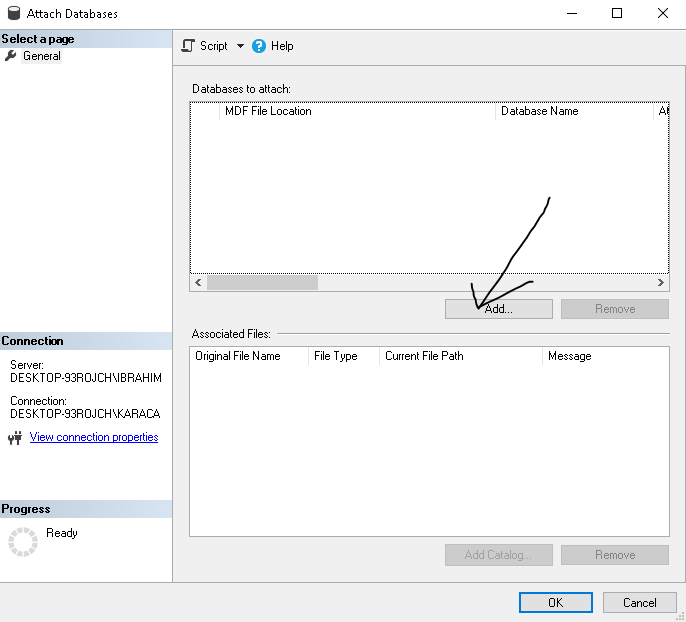 Attach Databases
Select a page
General
Script
Help
Databases to attach:
MDF File Location Database Name
Add... Remove
Associated Files:
Original File Name File Type Current File Path Message
Connection
Server:
DESKTOP-93ROJCH\IBRAHIM
Connection:
DESKTOP-93ROJCH\KARACA
View connection properties
Progress
Ready
Add Catalog... Remove
OK Cancel